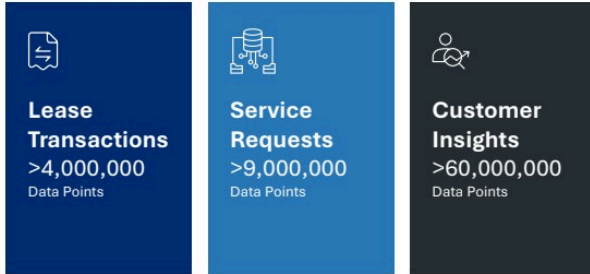 Lease
Transactions
>4,000,000
Data Points
Service
Requests
>9,000,000
Data Points
Customer
Insights
>60,000,000
Data Points